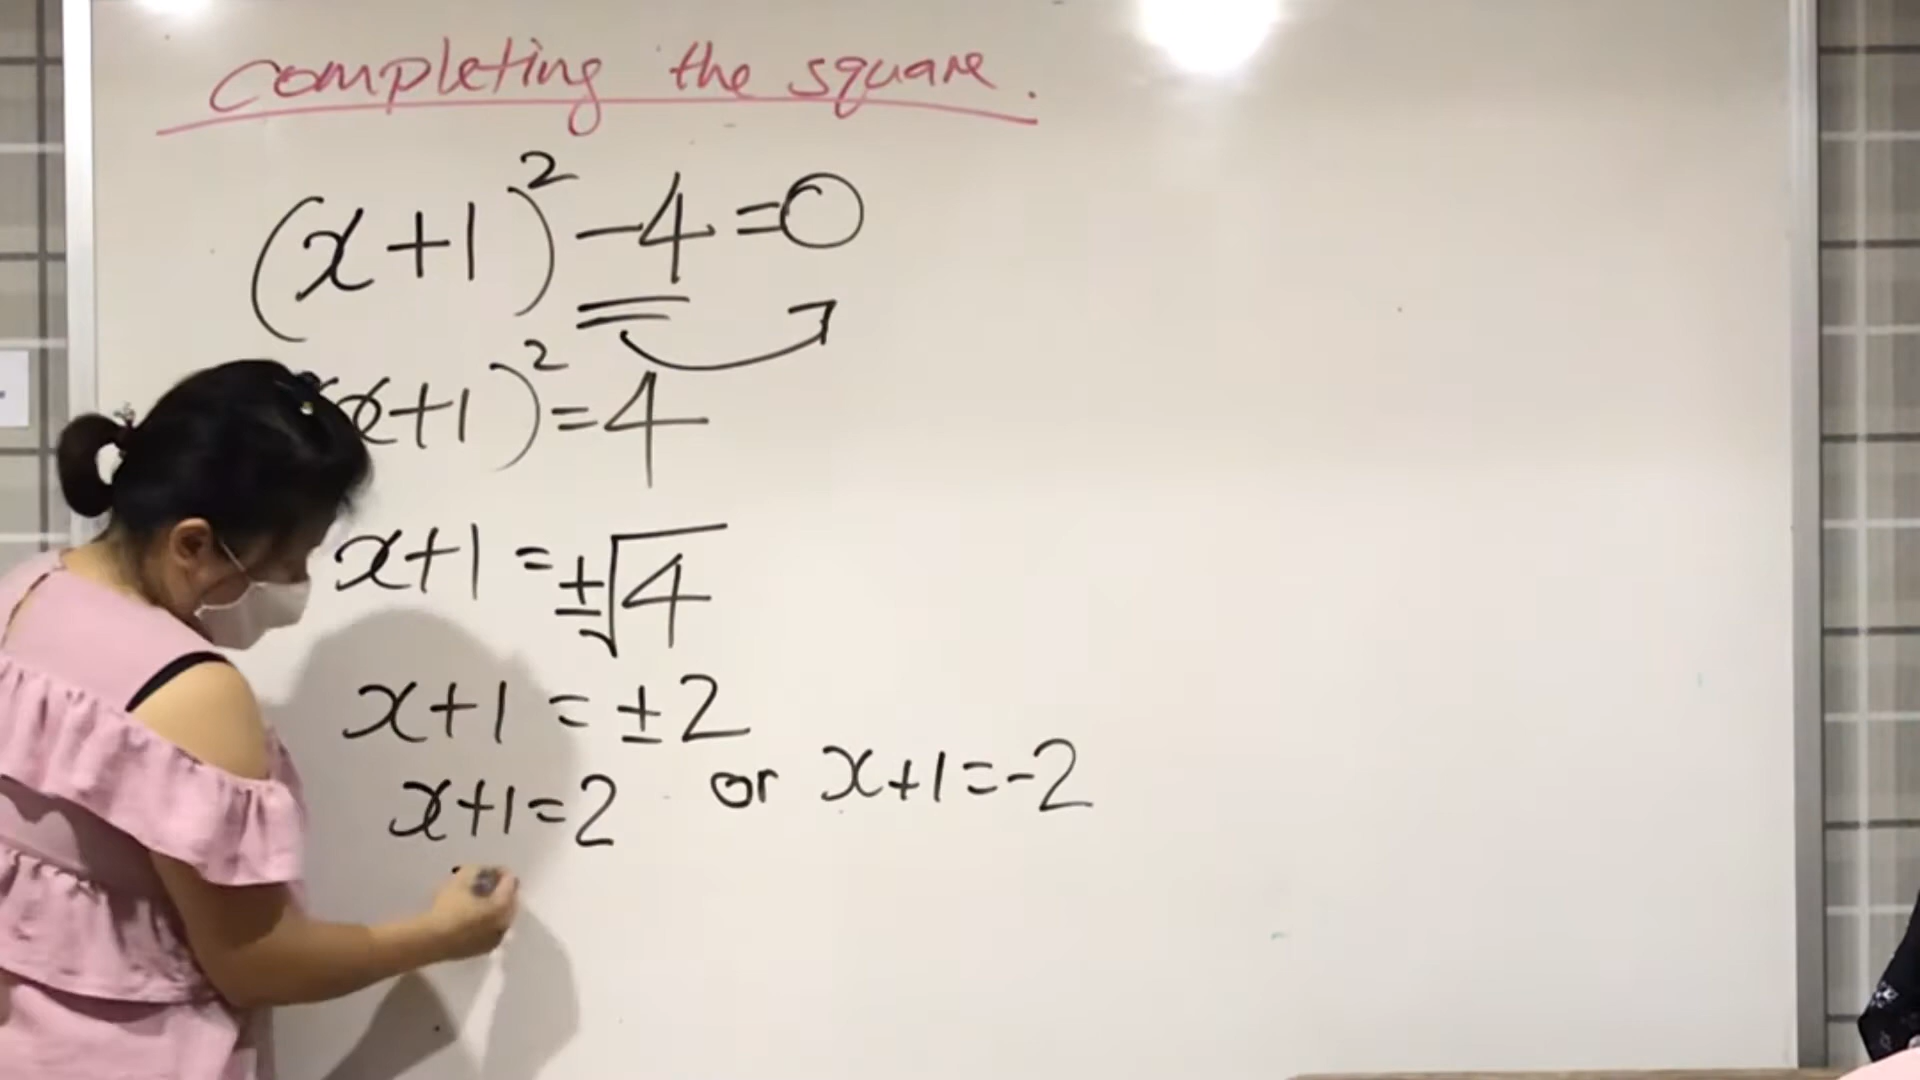 completing the square.
(x+1)²-4=0
(x+1)²=4
x+1=±√4
x+1=±2
x+1=2 or x+1=-2